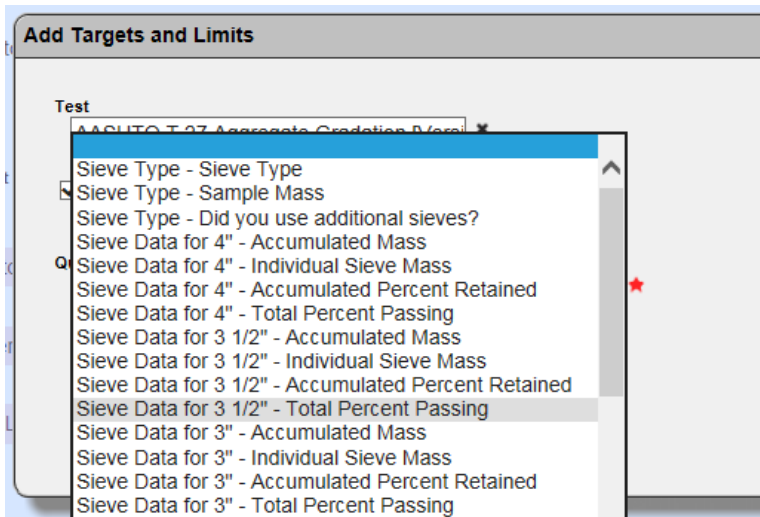 Add Targets and Limits
Test
AASHTO T 27 Aggregate Gradation [Versi
Sieve Type - Sieve Type
Sieve Type - Sample Mass
Sieve Type - Did you use additional sieves?
Sieve Data for 4" - Accumulated Mass
Sieve Data for 4" - Individual Sieve Mass
Sieve Data for 4" - Accumulated Percent Retained
Sieve Data for 4" - Total Percent Passing
Sieve Data for 3 1/2" - Accumulated Mass
Sieve Data for 3 1/2" - Individual Sieve Mass
Sieve Data for 3 1/2" - Accumulated Percent Retained
Sieve Data for 3 1/2" - Total Percent Passing
Sieve Data for 3" - Accumulated Mass
Sieve Data for 3" - Individual Sieve Mass
Sieve Data for 3" - Accumulated Percent Retained
Sieve Data for 3" - Total Percent Passing